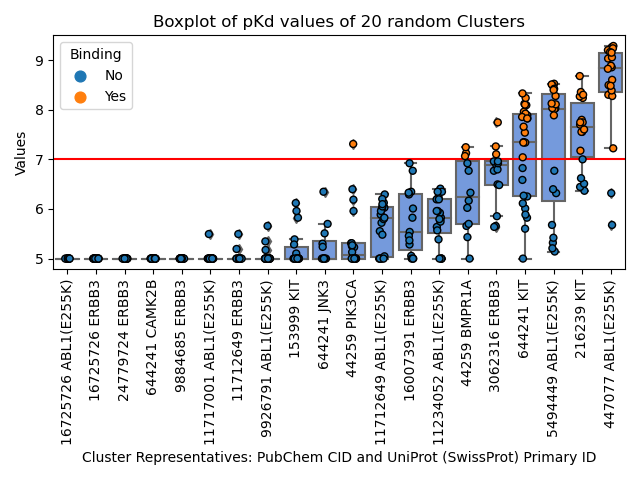 Boxplot of pKd values of 20 random Clusters
Binding
No
Yes
Values
9
8
7
6
5
16725726 ABL1(E255K)
16725726 ERBB3
24779724 ERBB3
644241 CAMK2B
9884685 ERBB3
11717001 ABL1(E255K)
11712649 ERBB3
9926791 ABL1(E255K)
153999 KIT
644241 JNK3
44259 PIK3CA
11712649 ABL1(E255K)
16007391 ERBB3
11234052 ABL1(E255K)
44259 BMPR1A
3062316 ERBB3
644241 KIT
5494449 ABL1(E255K)
216239 KIT
447077 ABL1(E255K)
Cluster Representatives: PubChem CID and UniProt (SwissProt) Primary ID